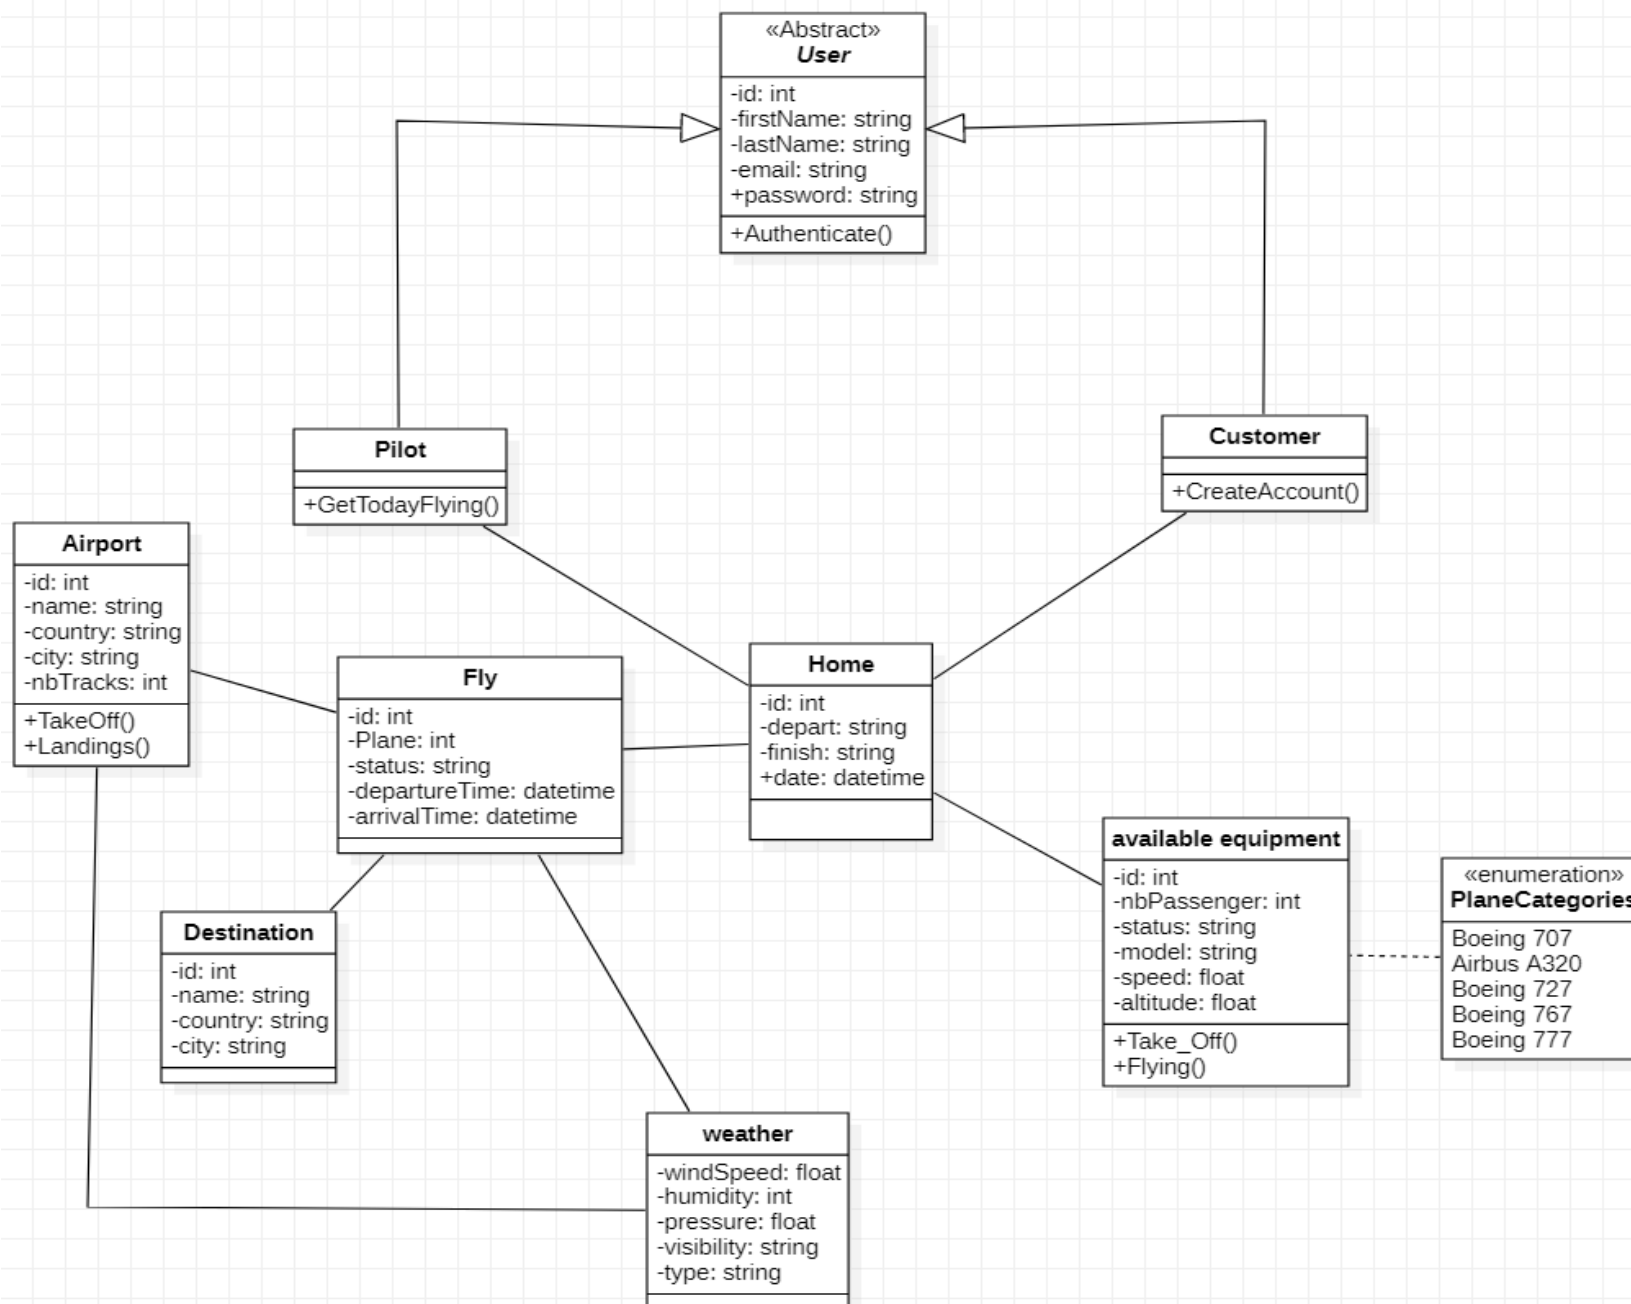 «Abstract»
User
-id: int
-firstName: string
-lastName: string
-email: string
+password: string
+Authenticate()
Pilot
+GetTodayFlying()
Customer
+CreateAccount()
Airport
-id: int
-name: string
-country: string
-city: string
-nbTracks: int
+TakeOff()
+Landings()
Fly
-id: int
-Plane: int
-status: string
-departureTime: datetime
-arrivalTime: datetime
Home
-id: int
-depart: string
-finish: string
+date: datetime
available equipment
-id: int
-nbPassenger: int
-status: string
-model: string
-speed: float
-altitude: float
+Take_Off()
+Flying()
«enumeration»
PlaneCategories
Boeing 707
Airbus A320
Boeing 727
Boeing 767
Boeing 777
Destination
-id: int
-name: string
-country: string
-city: string
weather
-windSpeed: float
-humidity: int
-pressure: float
-visibility: string
-type: string